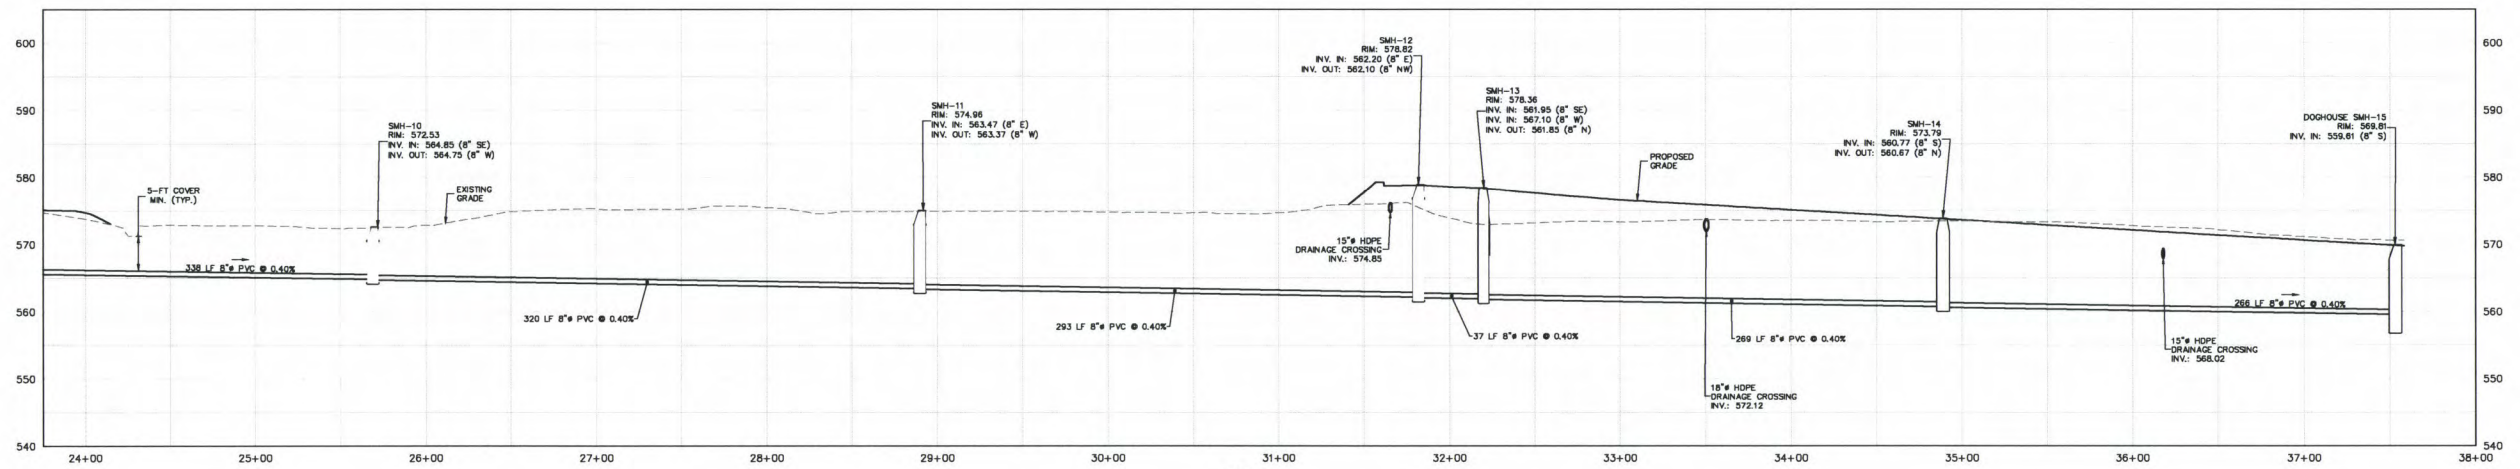 600
590
580
570
560
550
540
5-FT COVER
MIN. (TYP.)
338 LF 8"ø PVC @ 0.40%
SMH-10
RIM: 572.53
INV. IN: 564.85 (8" SE)
INV. OUT: 564.75 (8" W)
EXISTING
GRADE
320 LF 8"ø PVC @ 0.40%
SMH-11
RIM: 574.96
INV. IN: 563.47 (8" E)
INV. OUT: 563.37 (8" W)
293 LF 8"ø PVC @ 0.40%
SMH-12
RIM: 578.82
INV. IN: 562.20 (8" E)
INV. OUT: 562.10 (8" NW)
15"ø HDPE
DRAINAGE CROSSING
INV.: 574.85
SMH-13
RIM: 578.36
INV. IN: 561.95 (8" SE)
INV. IN: 567.10 (8" W)
INV. OUT: 561.85 (8" N)
37 LF 8"ø PVC @ 0.40%
PROPOSED
GRADE
18"ø HDPE
DRAINAGE CROSSING
INV.: 572.12
269 LF 8"ø PVC @ 0.40%
SMH-14
RIM: 573.79
INV. IN: 560.77 (8" S)
INV. OUT: 560.67 (8" N)
15"ø HDPE
DRAINAGE CROSSING
INV.: 568.02
266 LF 8"ø PVC @ 0.40%
DOGHOUSE SMH-15
RIM: 569.81
INV. IN: 559.61 (8" S)
600
590
580
570
560
550
540
24+00 25+00 26+00 27+00 28+00 29+00 30+00 31+00 32+00 33+00 34+00 35+00 36+00 37+00 38+00